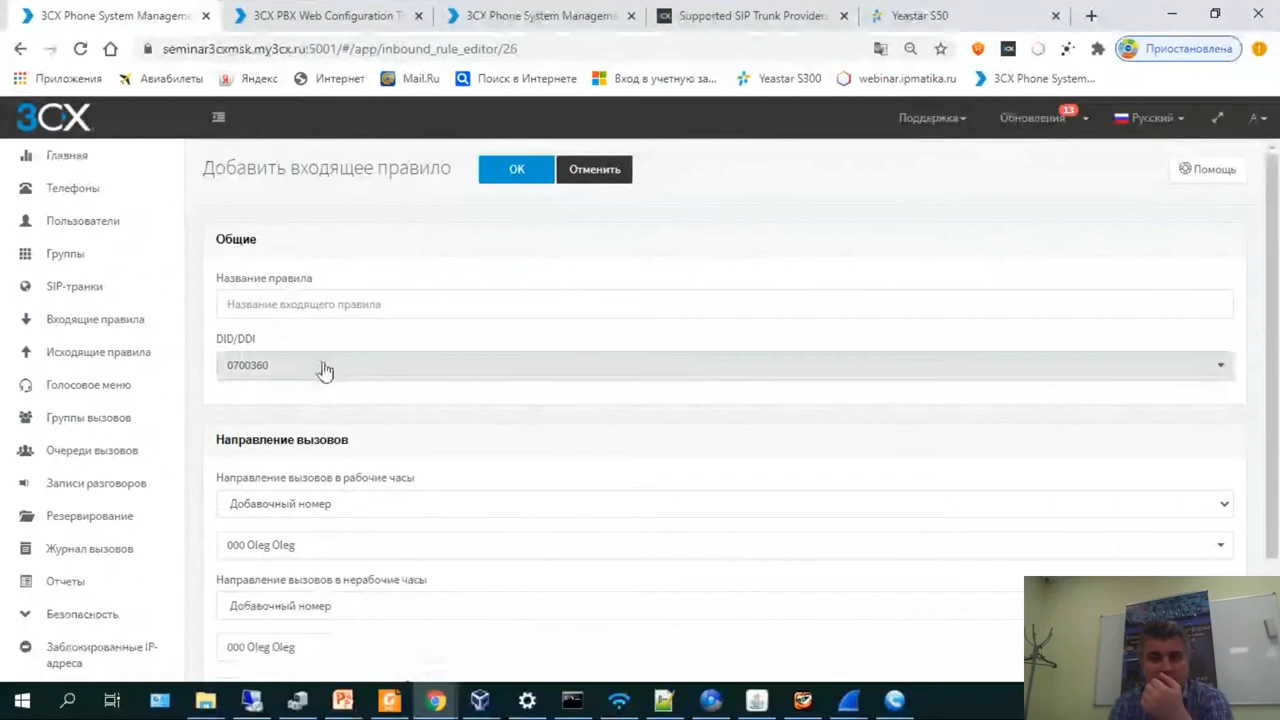 3CX Phone System Manageme
3CX PBX Web Configuration T
3CX Phone System Manageme
Supported SIP Trunk Providers
Yeastar S50
seminar3cxmsk.my3cx.ru:5001/#/app/inbound_rule_editor/26
Приостановлена
Приложения
Авиабилеты
Яндекс
Интернет
Mail.Ru
Поиск в Интернете
Вход в учетную за...
Yeastar S300
webinar.ipmatika.ru
3CX Phone System...
3CX
Поддержка
Обновления
13
Русский
A
Главная
Телефоны
Пользователи
Группы
SIP-транки
Входящие правила
Исходящие правила
Голосовое меню
Группы вызовов
Очереди вызовов
Записи разговоров
Резервирование
Журнал вызовов
Отчеты
Безопасность
Заблокированные IP-
адреса
Добавить входящее правило
OK
Отменить
Помощь
Общие
Название правила
Название входящего правила
DID/DDI
0700360
Направление вызовов
Направление вызовов в рабочие часы
Добавочный номер
000 Oleg Oleg
Направление вызовов в нерабочие часы
Добавочный номер
000 Oleg Oleg